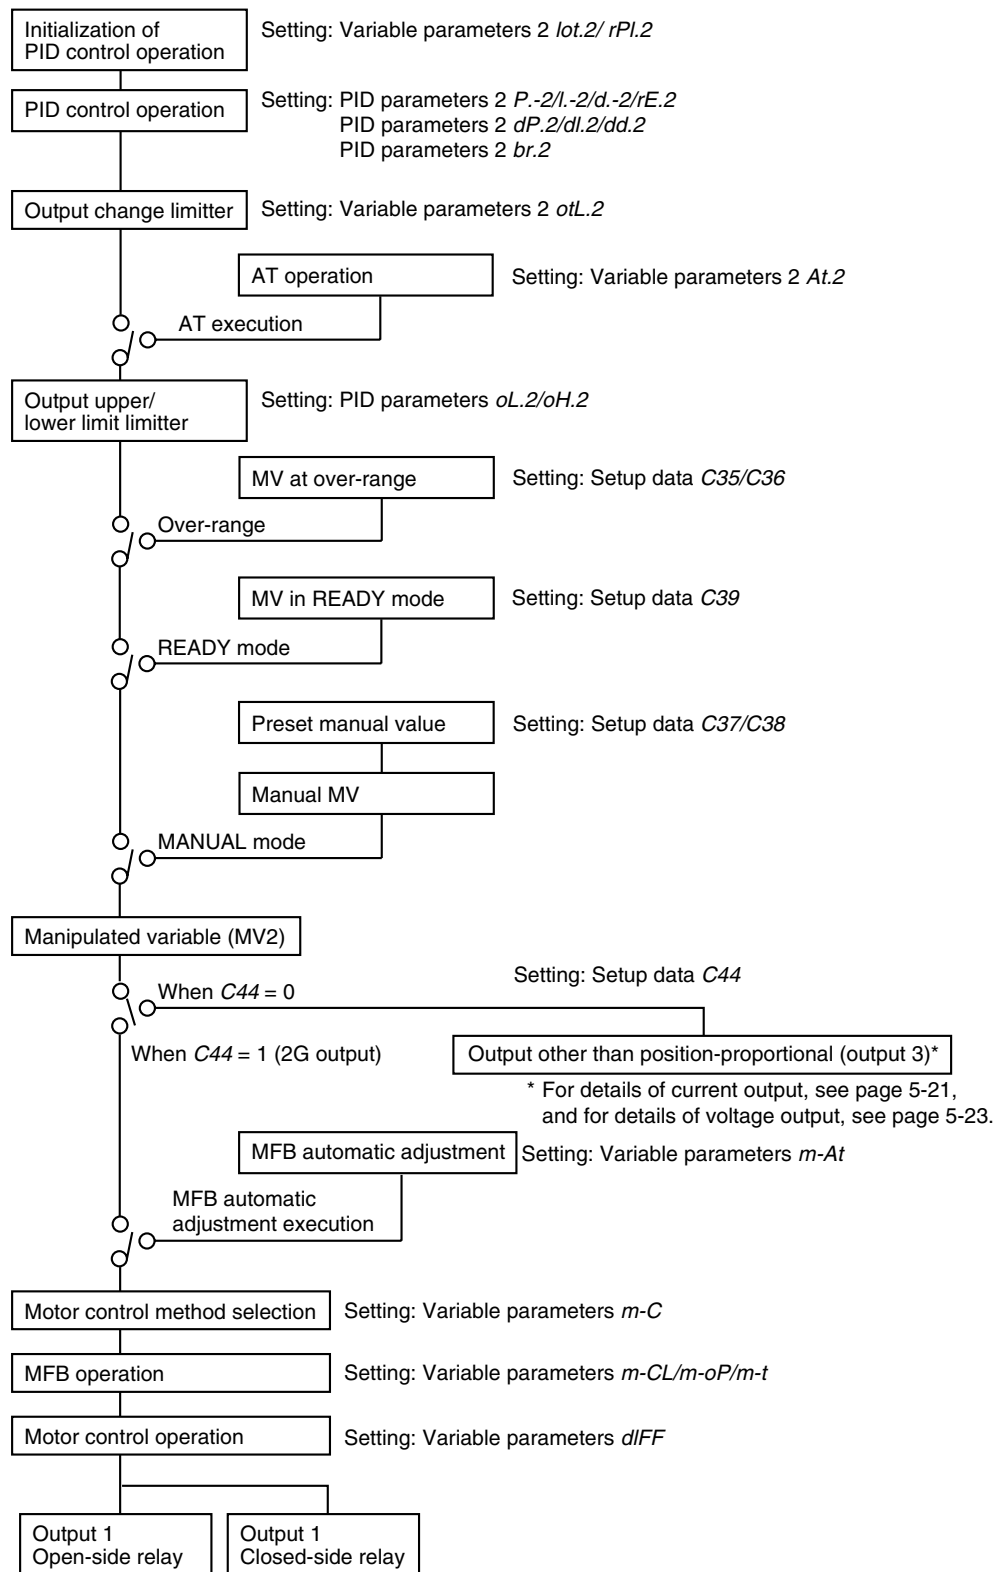 Initialization of
PID control operation
Setting: Variable parameters 2 lot.2/ rPl.2
PID control operation
Setting: PID parameters 2 P.-2/l.-2/d.-2/rE.2
PID parameters 2 dP.2/dl.2/dd.2
PID parameters 2 br.2
Output change limitter
Setting: Variable parameters 2 otL.2
AT operation
Setting: Variable parameters 2 At.2
AT execution
Output upper/
lower limit limitter
Setting: PID parameters oL.2/oH.2
MV at over-range
Setting: Setup data C35/C36
Over-range
MV in READY mode
Setting: Setup data C39
READY mode
Preset manual value
Setting: Setup data C37/C38
Manual MV
MANUAL mode
Manipulated variable (MV2)
Setting: Setup data C44
When C44 = 0
When C44 = 1 (2G output)
Output other than position-proportional (output 3)*
* For details of current output, see page 5-21,
and for details of voltage output, see page 5-23.
MFB automatic adjustment
Setting: Variable parameters m-At
MFB automatic
adjustment execution
Motor control method selection
Setting: Variable parameters m-C
MFB operation
Setting: Variable parameters m-CL/m-oP/m-t
Motor control operation
Setting: Variable parameters dIFF
Output 1
Open-side relay
Output 1
Closed-side relay